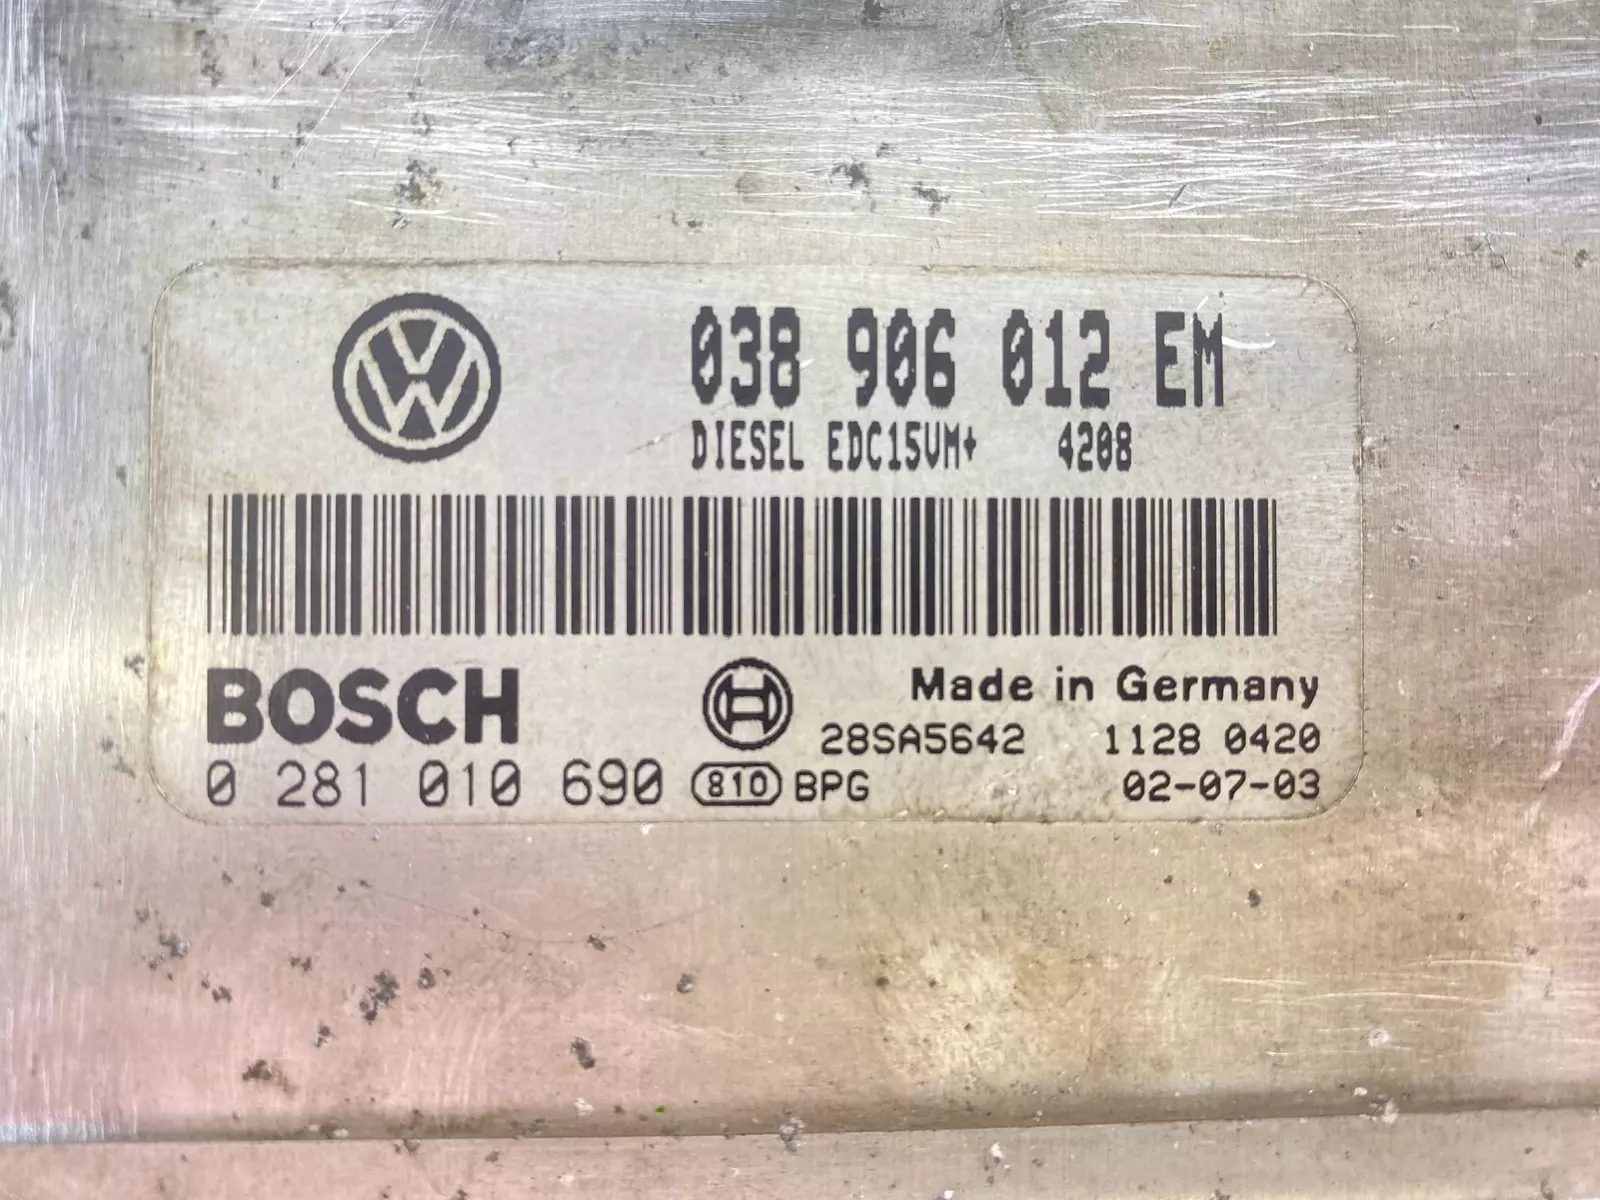 038 906 012 EM
DIESEL EDC15VM+ 4208
BOSCH
Made in Germany
28SA5642 1128 0420
0 281 010 690 810 BPG 02-07-03